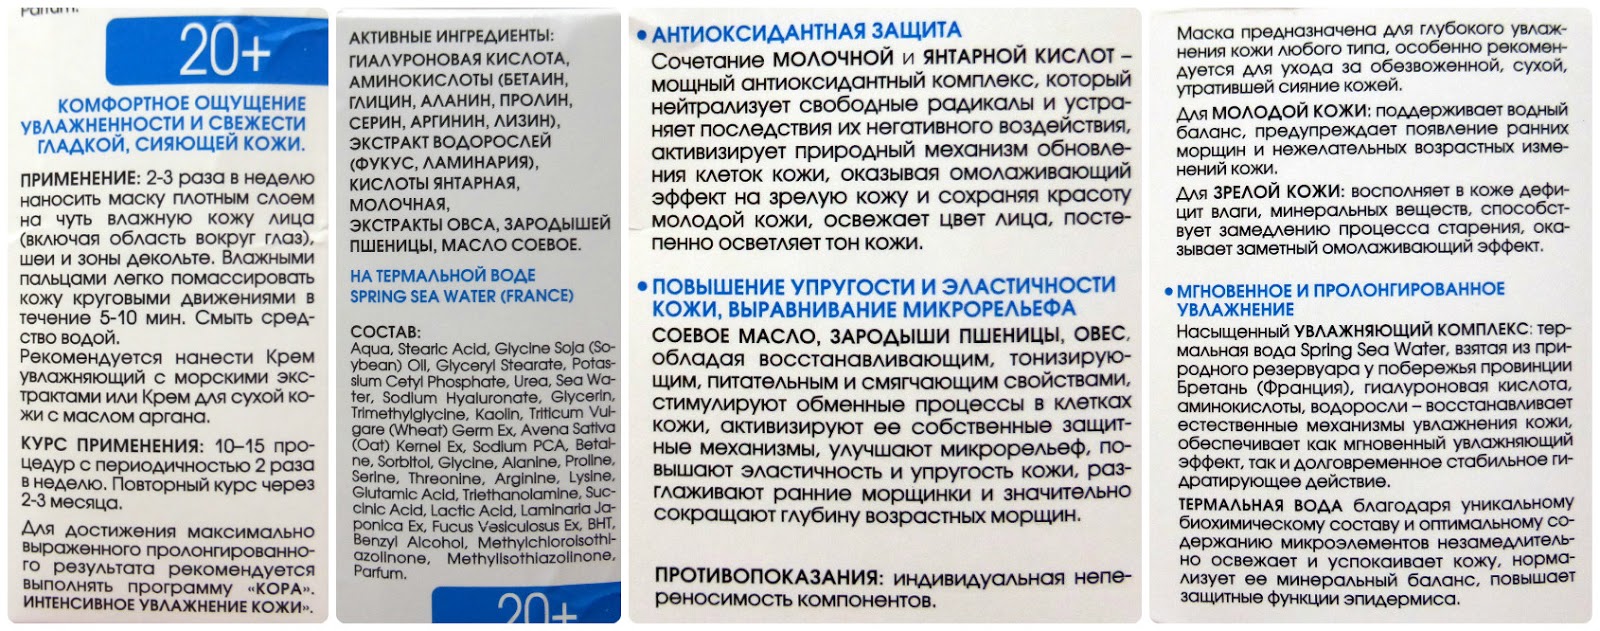 Parfum.
20+
КОМФОРТНОЕ ОЩУЩЕНИЕ
УВЛАЖНЕННОСТИ И СВЕЖЕСТИ
ГЛАДКОЙ, СИЯЮЩЕЙ КОЖИ.
ПРИМЕНЕНИЕ: 2-3 раза в неделю
наносить маску плотным слоем
на чуть влажную кожу лица
(включая область вокруг глаз),
шеи и зоны декольте. Влажными
пальцами легко помассировать
кожу круговыми движениями в
течение 5-10 мин. Смыть сред-
ство водой.
Рекомендуется нанести Крем
увлажняющий с морскими экс-
трактами или Крем для сухой ко-
жи с маслом аргана.
КУРС ПРИМЕНЕНИЯ: 10–15 про-
цедур с периодичностью 2 раза
в неделю. Повторный курс через
2-3 месяца.
Для достижения максимально
выраженного пролонгированно-
го результата рекомендуется
выполнять программу «КОРА».
ИНТЕНСИВНОЕ УВЛАЖНЕНИЕ КОЖИ».
АКТИВНЫЕ ИНГРЕДИЕНТЫ:
ГИАЛУРОНОВАЯ КИСЛОТА,
АМИНОКИСЛОТЫ (БЕТАИН,
ГЛИЦИН, АЛАНИН, ПРОЛИН,
СЕРИН, АРГИНИН, ЛИЗИН),
ЭКСТРАКТ ВОДОРОСЛЕЙ
(ФУКУС, ЛАМИНАРИЯ),
КИСЛОТЫ ЯНТАРНАЯ,
МОЛОЧНАЯ,
ЭКСТРАКТЫ ОВСА, ЗАРОДЫШЕЙ
ПШЕНИЦЫ, МАСЛО СОЕВОЕ.
НА ТЕРМАЛЬНОЙ ВОДЕ
SPRING SEA WATER (FRANCE)
СОСТАВ:
Aqua, Stearic Acid, Glycine Soja (So-
ybean) Oil, Glyceryl Stearate, Potas-
sium Cetyl Phosphate, Urea, Sea Wa-
ter, Sodium Hyaluronate, Glycerin,
Trimethylglycine, Kaolin, Triticum Vul-
gare (Wheat) Germ Ex, Avena Sativa
(Oat) Kernel Ex, Sodium PCA, Betai-
ne, Sorbitol, Glycine, Alanine, Proline,
Serine, Threonine, Arginine, Lysine,
Glutamic Acid, Triethanolamine, Suc-
cinic Acid, Lactic Acid, Laminaria Ja-
ponica Ex, Fucus Vesiculosus Ex, BHT,
Benzyl Alcohol, Methylchloroisothi-
azolinone, Methylisothiazolinone,
Parfum.
20+
• АНТИОКСИДАНТНАЯ ЗАЩИТА
Сочетание МОЛОЧНОЙ и ЯНТАРНОЙ КИСЛОТ –
мощный антиоксидантный комплекс, который
нейтрализует свободные радикалы и устра-
няет последствия их негативного воздействия,
активизирует природный механизм обновле-
ния клеток кожи, оказывая омолаживающий
эффект на зрелую кожу и сохраняя красоту
молодой кожи, освежает цвет лица, посте-
пенно осветляет тон кожи.
• ПОВЫШЕНИЕ УПРУГОСТИ И ЭЛАСТИЧНОСТИ
КОЖИ, ВЫРАВНИВАНИЕ МИКРОРЕЛЬЕФА
СОЕВОЕ МАСЛО, ЗАРОДЫШИ ПШЕНИЦЫ, ОВЕС,
обладая восстанавливающим, тонизирую-
щим, питательным и смягчающим свойствами,
стимулируют обменные процессы в клетках
кожи, активизируют ее собственные защит-
ные механизмы, улучшают микрорельеф, по-
вышают эластичность и упругость кожи, раз-
глаживают ранние морщинки и значительно
сокращают глубину возрастных морщин.
ПРОТИВОПОКАЗАНИЯ: индивидуальная непе-
реносимость компонентов.
Маска предназначена для глубокого увлаж-
нения кожи любого типа, особенно рекомен-
дуется для ухода за обезвоженной, сухой,
утратившей сияние кожей.
Для МОЛОДОЙ КОЖИ: поддерживает водный
баланс, предупреждает появление ранних
морщин и нежелательных возрастных изме-
нений кожи.
Для ЗРЕЛОЙ КОЖИ: восполняет в коже дефи-
цит влаги, минеральных веществ, способст-
вует замедлению процесса старения, ока-
зывает заметный омолаживающий эффект.
• МГНОВЕННОЕ И ПРОЛОНГИРОВАННОЕ
УВЛАЖНЕНИЕ
Насыщенный УВЛАЖНЯЮЩИЙ КОМПЛЕКС: тер-
мальная вода Spring Sea Water, взятая из при-
родного резервуара у побережья провинции
Бретань (Франция), гиалуроновая кислота,
аминокислоты, водоросли – восстанавливает
естественные механизмы увлажнения кожи,
обеспечивает как мгновенный увлажняющий
эффект, так и долговременное стабильное ги-
дратирующее действие.
ТЕРМАЛЬНАЯ ВОДА благодаря уникальному
биохимическому составу и оптимальному со-
держанию микроэлементов незамедлитель-
но освежает и успокаивает кожу, норма-
лизует ее минеральный баланс, повышает
защитные функции эпидермиса.